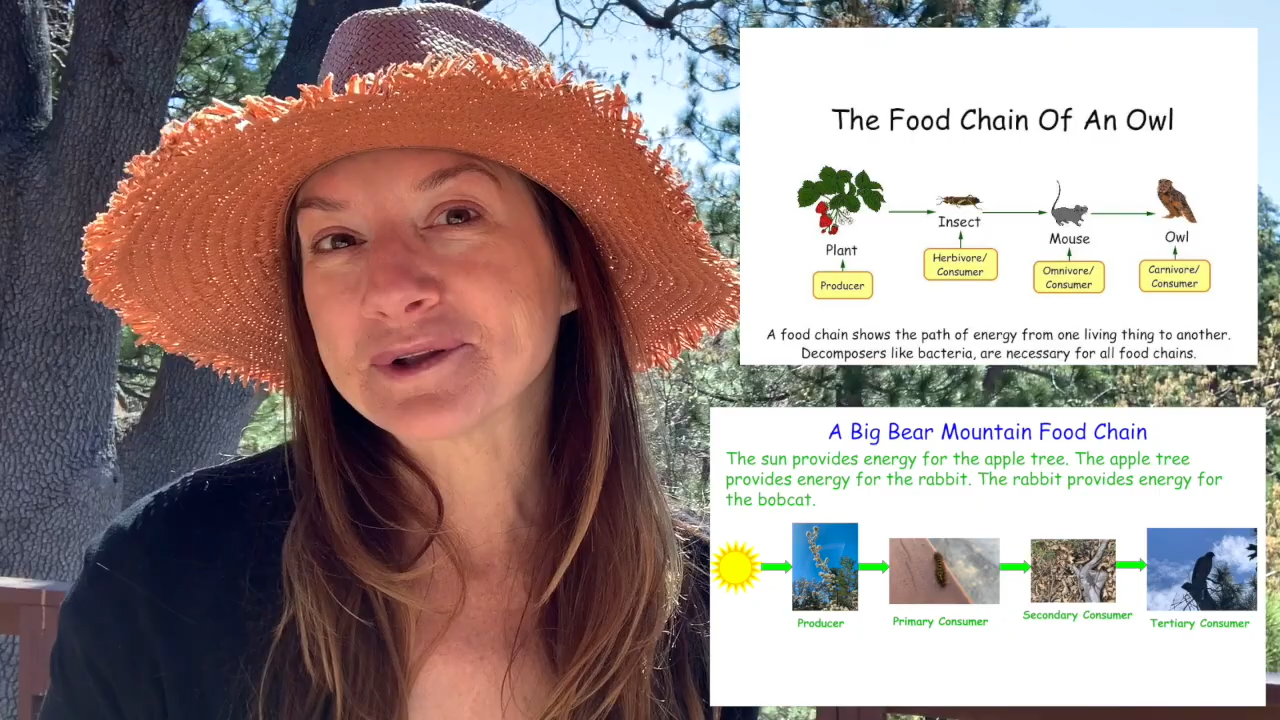 The Food Chain Of An Owl
Plant
Insect
Mouse
Owl
Producer
Herbivore/
Consumer
Omnivore/
Consumer
Carnivore/
Consumer
A food chain shows the path of energy from one living thing to another.
Decomposers like bacteria, are necessary for all food chains.
A Big Bear Mountain Food Chain
The sun provides energy for the apple tree. The apple tree
provides energy for the rabbit. The rabbit provides energy for
the bobcat.
Producer
Primary Consumer
Secondary Consumer
Tertiary Consumer